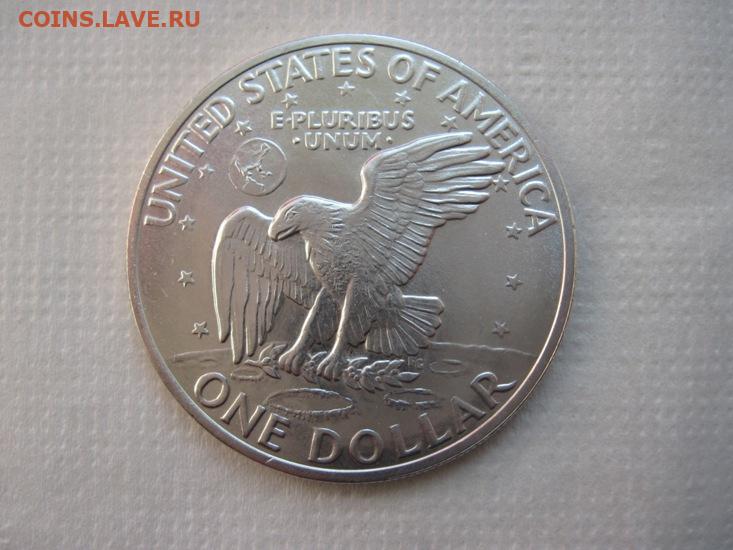 COINS.LAVE.RU
UNITED STATES OF AMERICA
E·PLURIBUS
·UNUM·
ONE DOLLAR